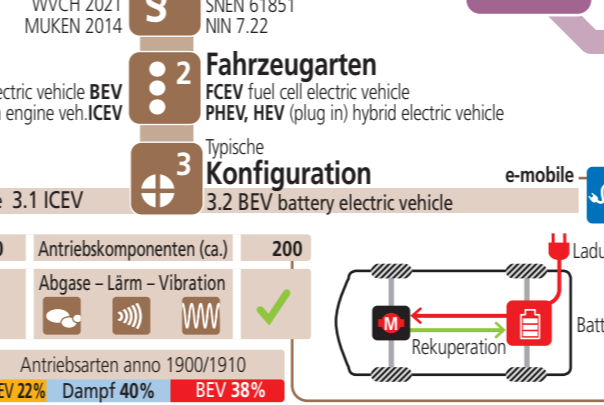 WVCH 2021
MUKEN 2014
§
SNEN 61851
NIN 7.22
2
Fahrzeugarten
electric vehicle BEV
engine veh.ICEV
FCEV fuel cell electric vehicle
PHEV, HEV (plug in) hybrid electric vehicle
3
Typische
Konfiguration
3.1 ICEV
3.2 BEV battery electric vehicle
e-mobile
Antriebskomponenten (ca.)
200
Abgase – Lärm – Vibration
M
Rekuperation
Ladu
Batt
Antriebsarten anno 1900/1910
EV 22%
Dampf 40%
BEV 38%